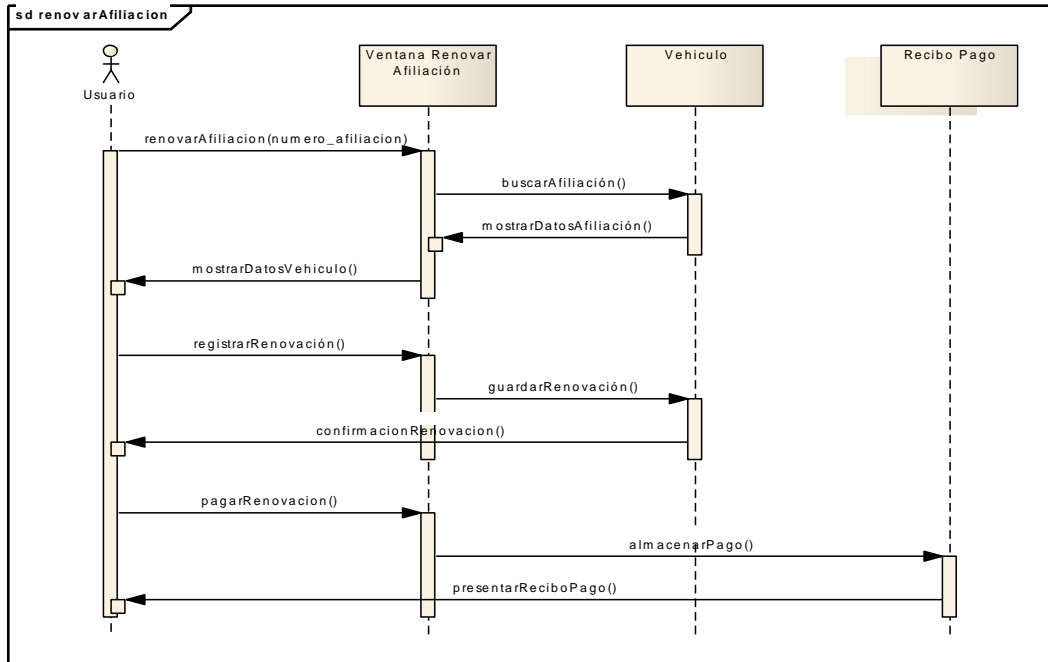 sd renovarAfiliacion
Usuario
Ventana Renovar
Afiliación
Vehiculo
Recibo Pago
renovarAfiliacion(numero_afiliacion)
buscarAfiliación()
mostrarDatosAfiliación()
mostrarDatosVehiculo()
registrarRenovación()
guardarRenovación()
confirmacionRenovacion()
pagarRenovacion()
almacenarPago()
presentarReciboPago()